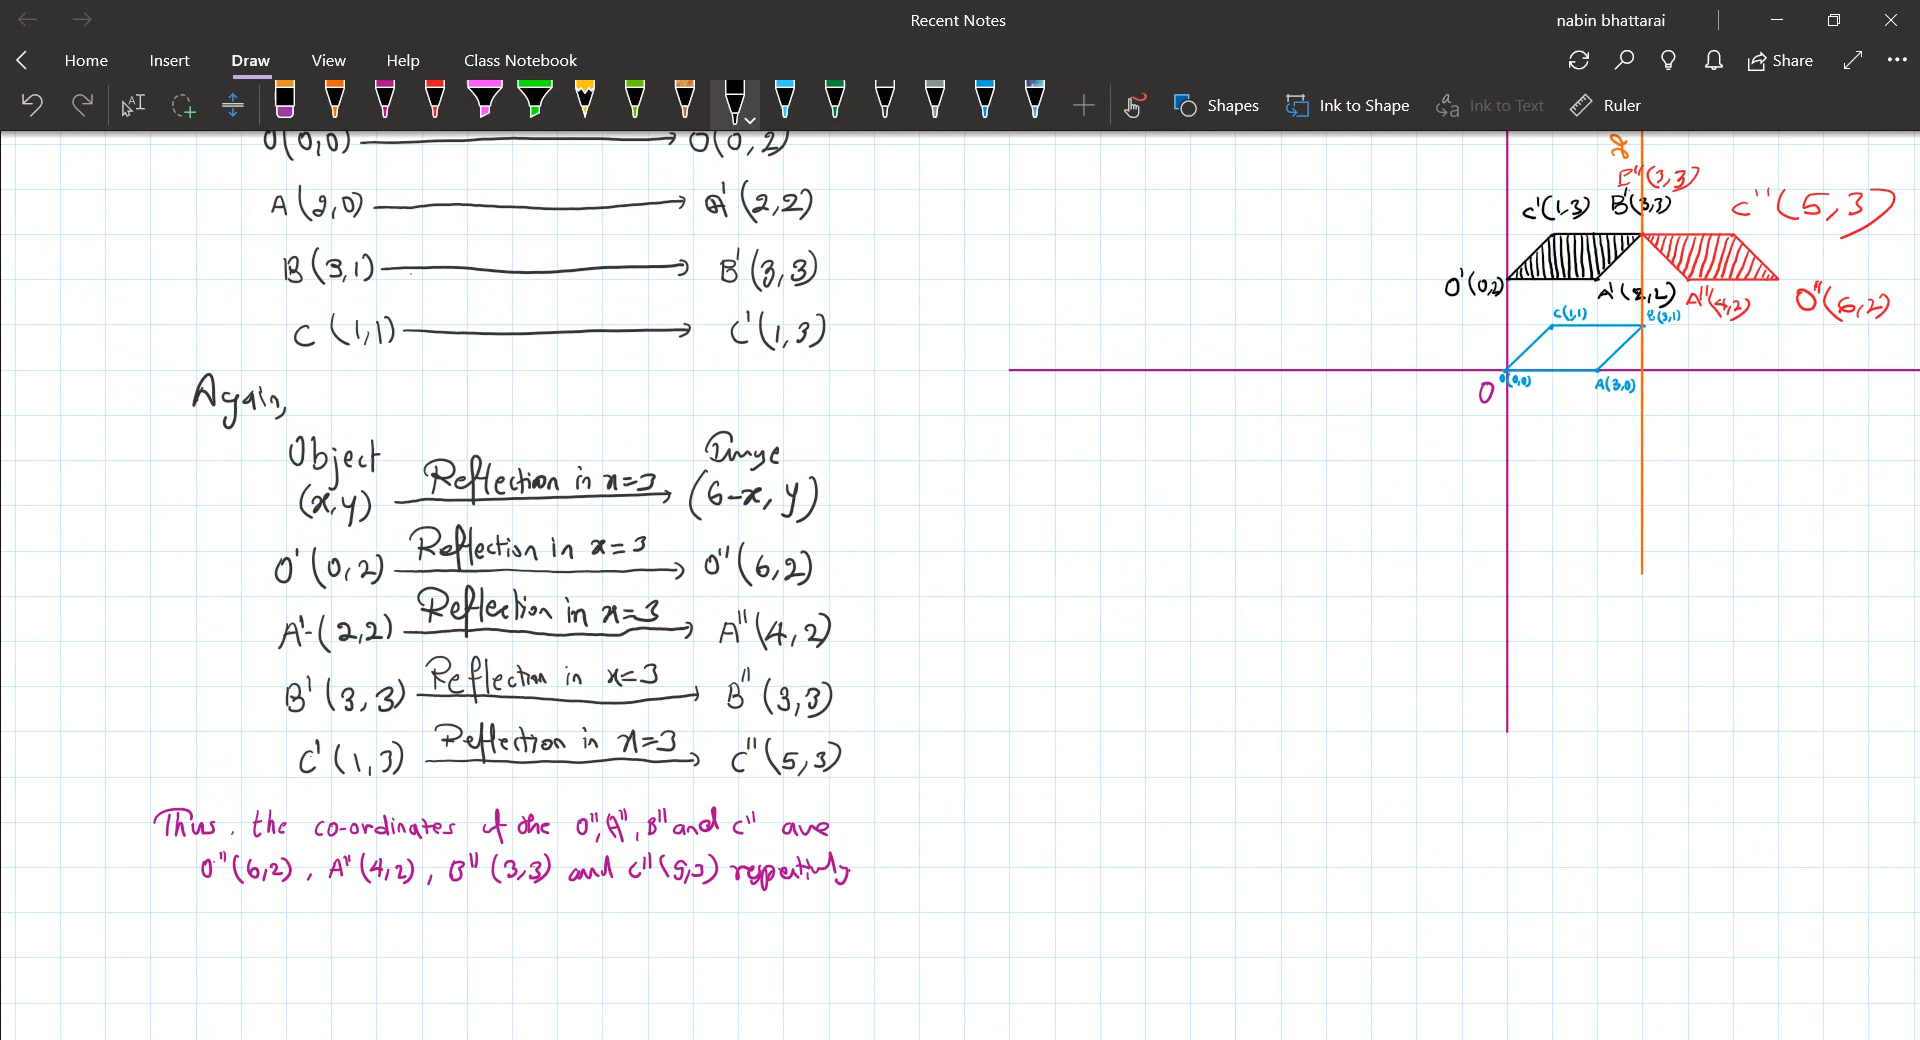 Recent Notes
nabin bhattarai
Home Insert Draw View Help Class Notebook
Share
Shapes Ink to Shape Ink to Text Ruler
O(0,0) → O(0,2)
A(2,0) → A'(2,2)
B(3,1) → B'(3,3)
C(1,1) → C'(1,3)
Again,
Object Image
(x,y) Reflection in x=3 → (6-x, y)
O'(0,2) Reflection in x=3 → O''(6,2)
A'(2,2) Reflection in x=3 → A''(4,2)
B'(3,3) Reflection in x=3 → B''(3,3)
C'(1,3) Reflection in x=3 → C''(5,3)
Thus, the co-ordinates of the O'', A'', B'' and C'' are
O''(6,2), A''(4,2), B''(3,3) and C''(5,3)
B''(3,3)
C'(1,3) B'(3,3) C''(5,3)
O'(0,2) A'(2,2) A''(4,2) O''(6,2)
C(1,1) B(3,1)
O O(0,0) A(3,0)